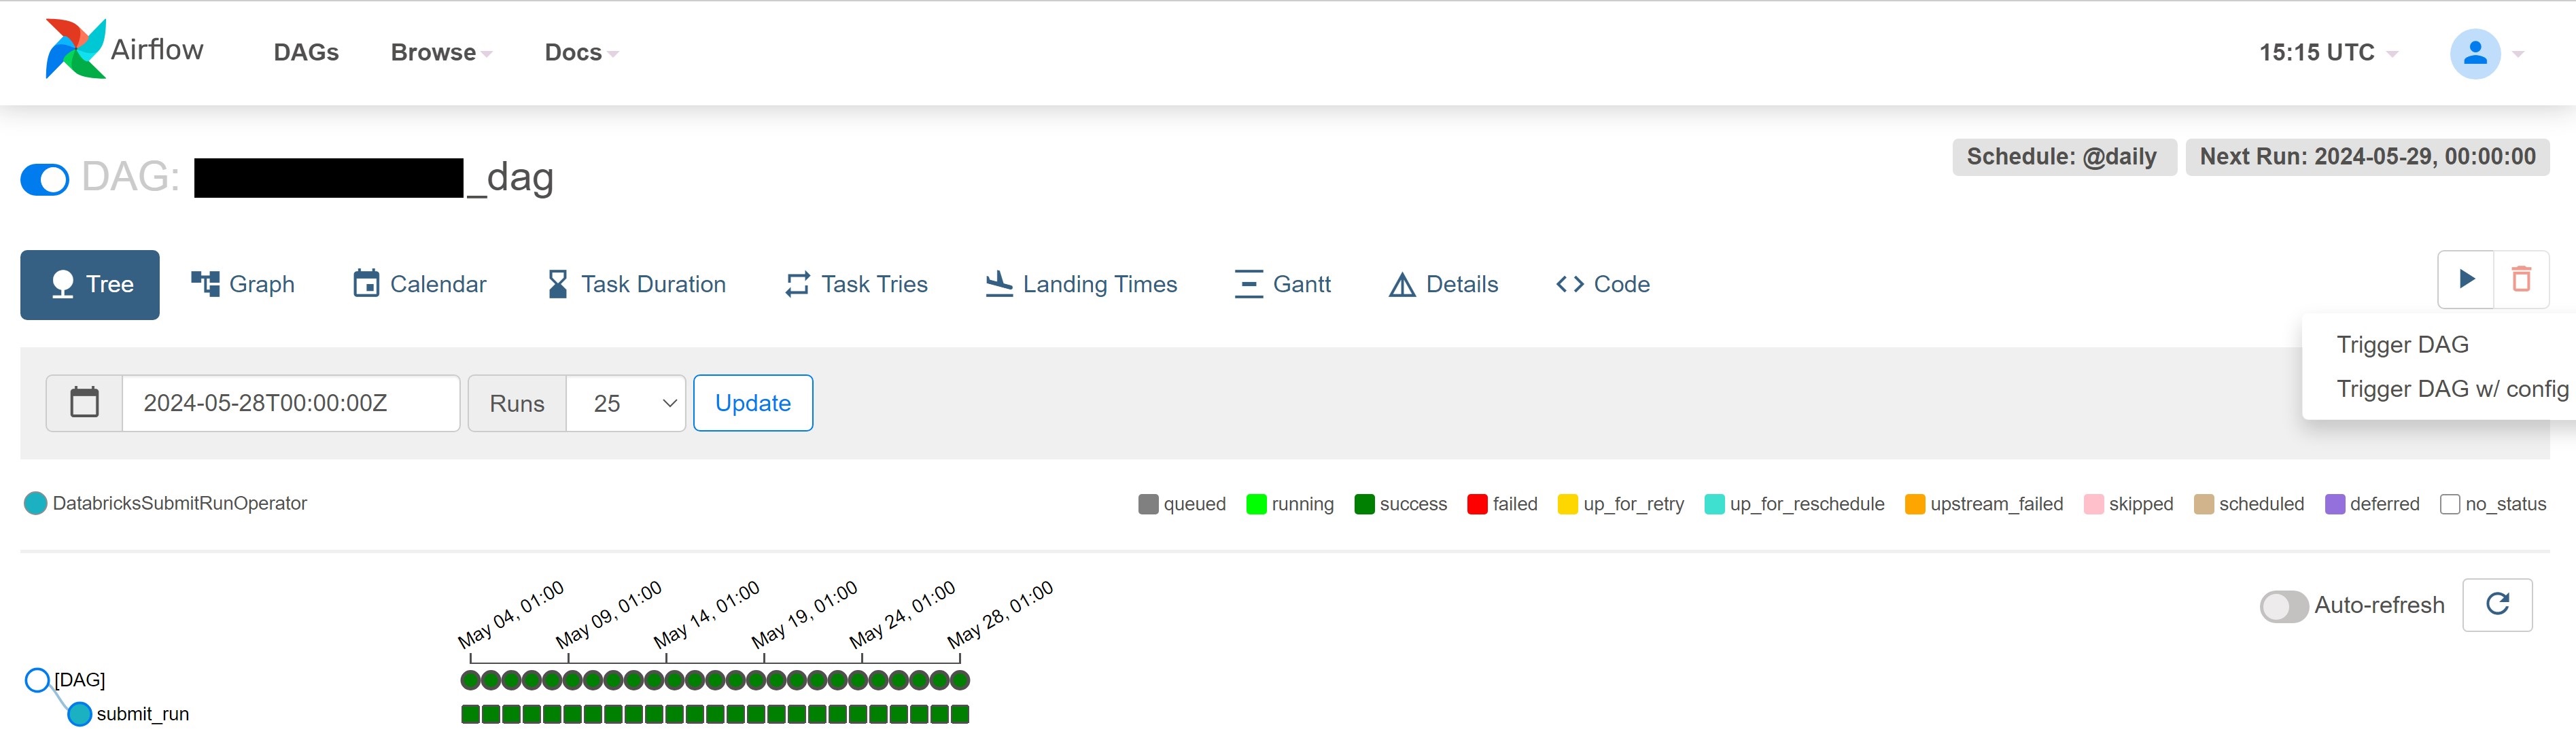 Airflow DAGs Browse Docs 15:15 UTC
DAG: _dag Schedule: @daily Next Run: 2024-05-29, 00:00:00
Tree Graph Calendar Task Duration Task Tries Landing Times Gantt Details Code
Trigger DAG
Trigger DAG w/ config
2024-05-28T00:00:00Z Runs 25 Update
DatabricksSubmitRunOperator queued running success failed up_for_retry up_for_reschedule upstream_failed skipped scheduled deferred no_status
May 04, 01:00 May 09, 01:00 May 14, 01:00 May 19, 01:00 May 24, 01:00 May 28, 01:00
Auto-refresh
[DAG]
submit_run